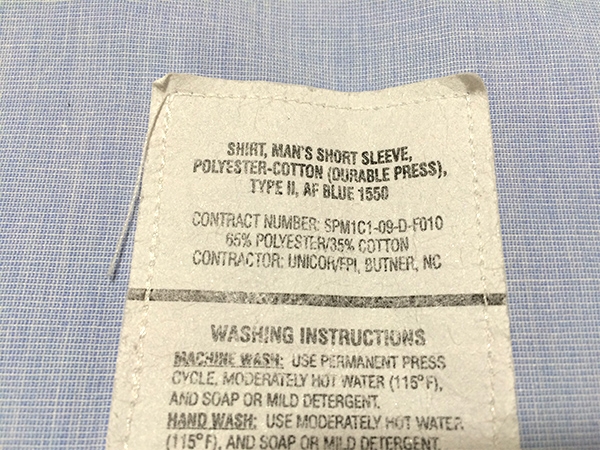 SHIRT, MAN'S SHORT SLEEVE,
POLYESTER-COTTON (DURABLE PRESS),
TYPE II, AF BLUE 1550
CONTRACT NUMBER: SPM1C1-09-D-F010
65% POLYESTER/35% COTTON
CONTRACTOR: UNICOR/FPI, BUTNER, NC
WASHING INSTRUCTIONS
MACHINE WASH: USE PERMANENT PRESS
CYCLE, MODERATELY HOT WATER (115°F),
AND SOAP OR MILD DETERGENT.
HAND WASH: USE MODERATELY HOT WATER
(115°F), AND SOAP OR MILD DETERGENT.